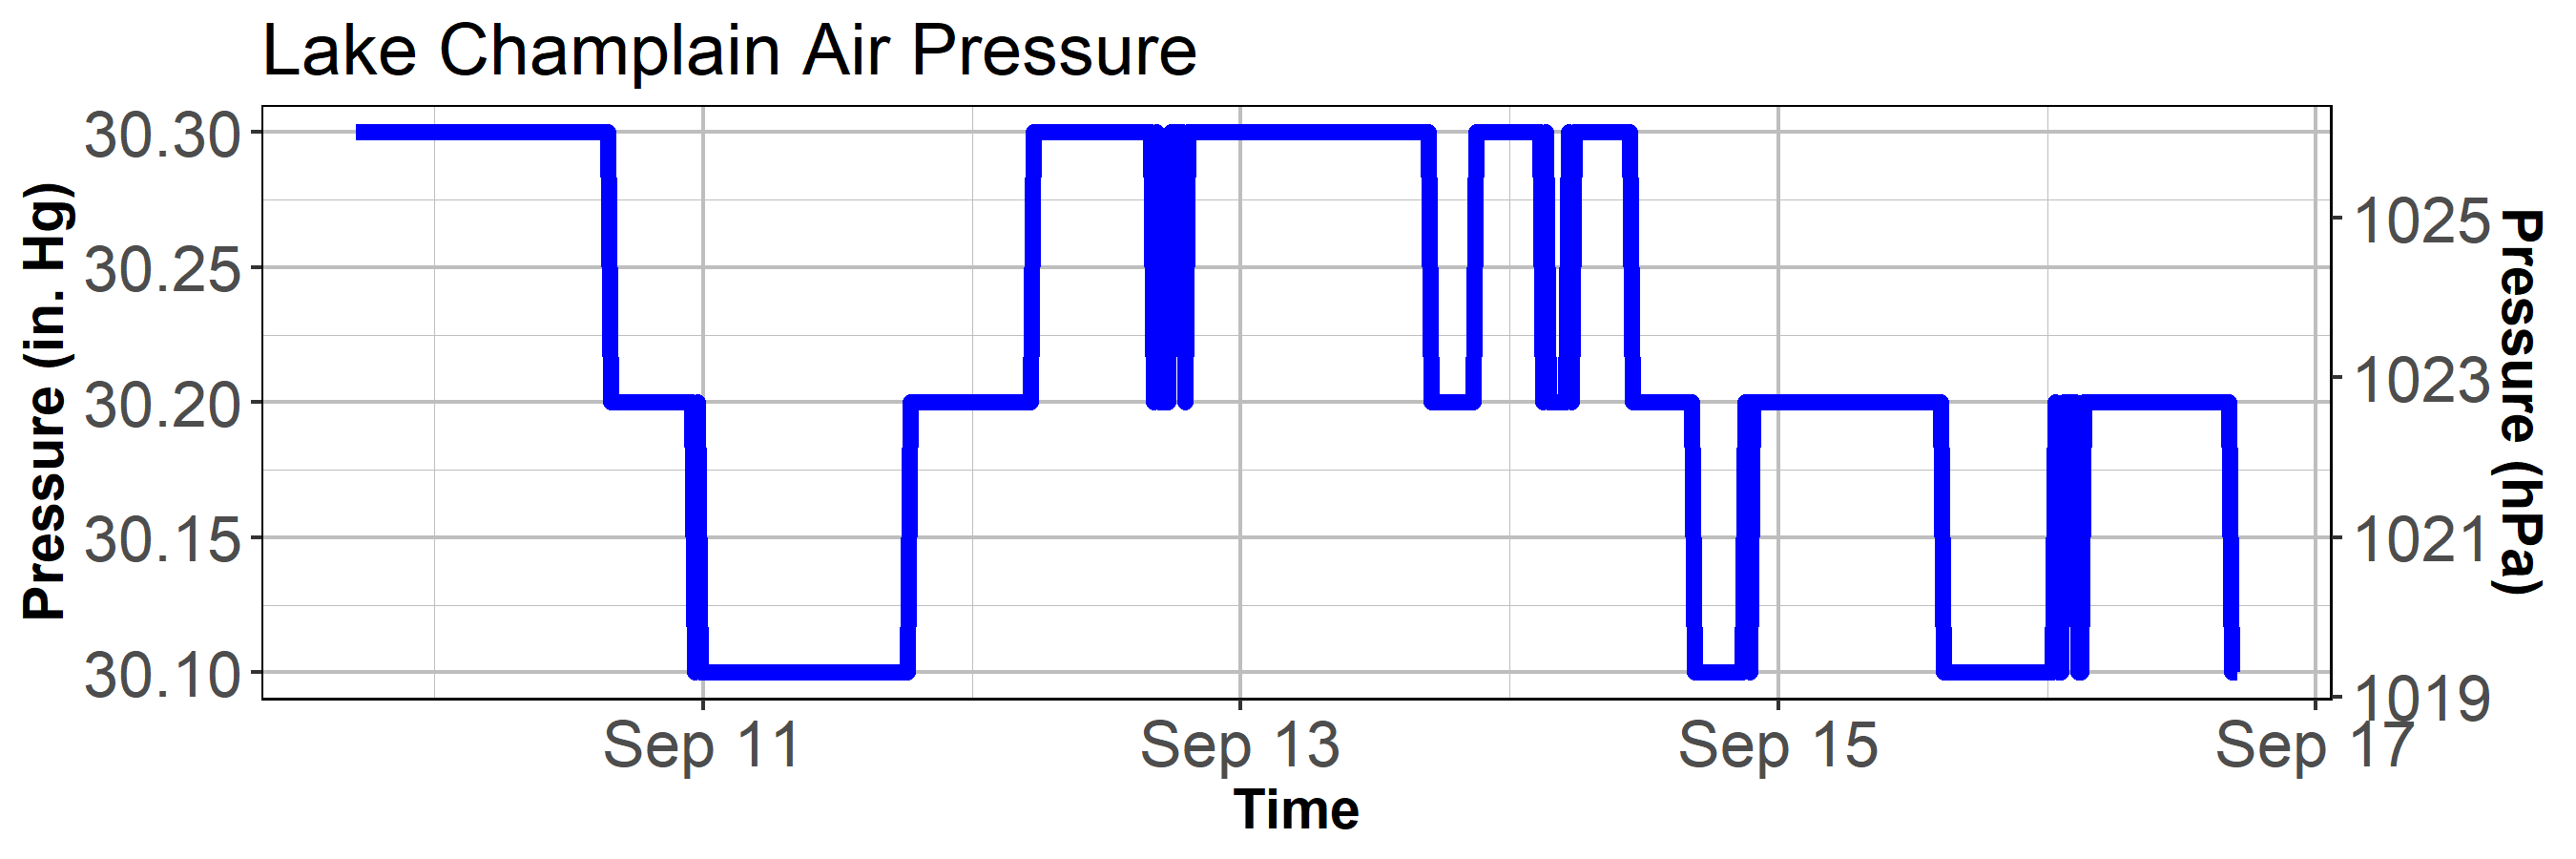 Lake Champlain Air Pressure
Pressure (in. Hg)
30.30
30.25
30.20
30.15
30.10
1025
1023
1021
1019
Pressure (hPa)
Sep 11
Sep 13
Sep 15
Sep 17
Time